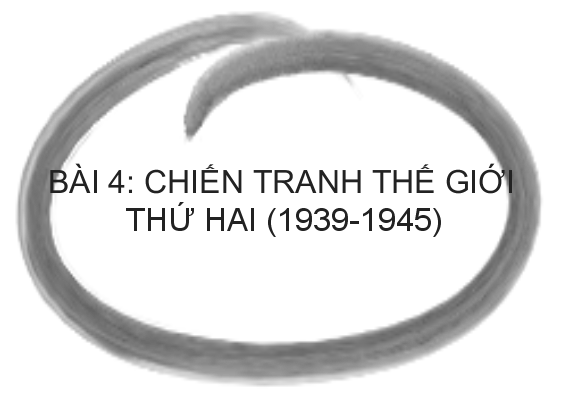 BÀI 4: CHIẾN TRANH THẾ GIỚI
THỨ HAI (1939-1945)